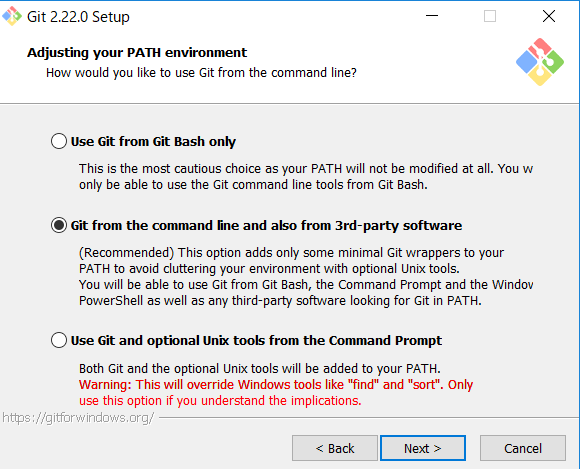 Git 2.22.0 Setup
Adjusting your PATH environment
How would you like to use Git from the command line?
Use Git from Git Bash only
This is the most cautious choice as your PATH will not be modified at all. You w
only be able to use the Git command line tools from Git Bash.
Git from the command line and also from 3rd-party software
(Recommended) This option adds only some minimal Git wrappers to your
PATH to avoid cluttering your environment with optional Unix tools.
You will be able to use Git from Git Bash, the Command Prompt and the Window
PowerShell as well as any third-party software looking for Git in PATH.
Use Git and optional Unix tools from the Command Prompt
Both Git and the optional Unix tools will be added to your PATH.
Warning: This will override Windows tools like "find" and "sort". Only
use this option if you understand the implications.
https://gitforwindows.org/
< Back Next > Cancel